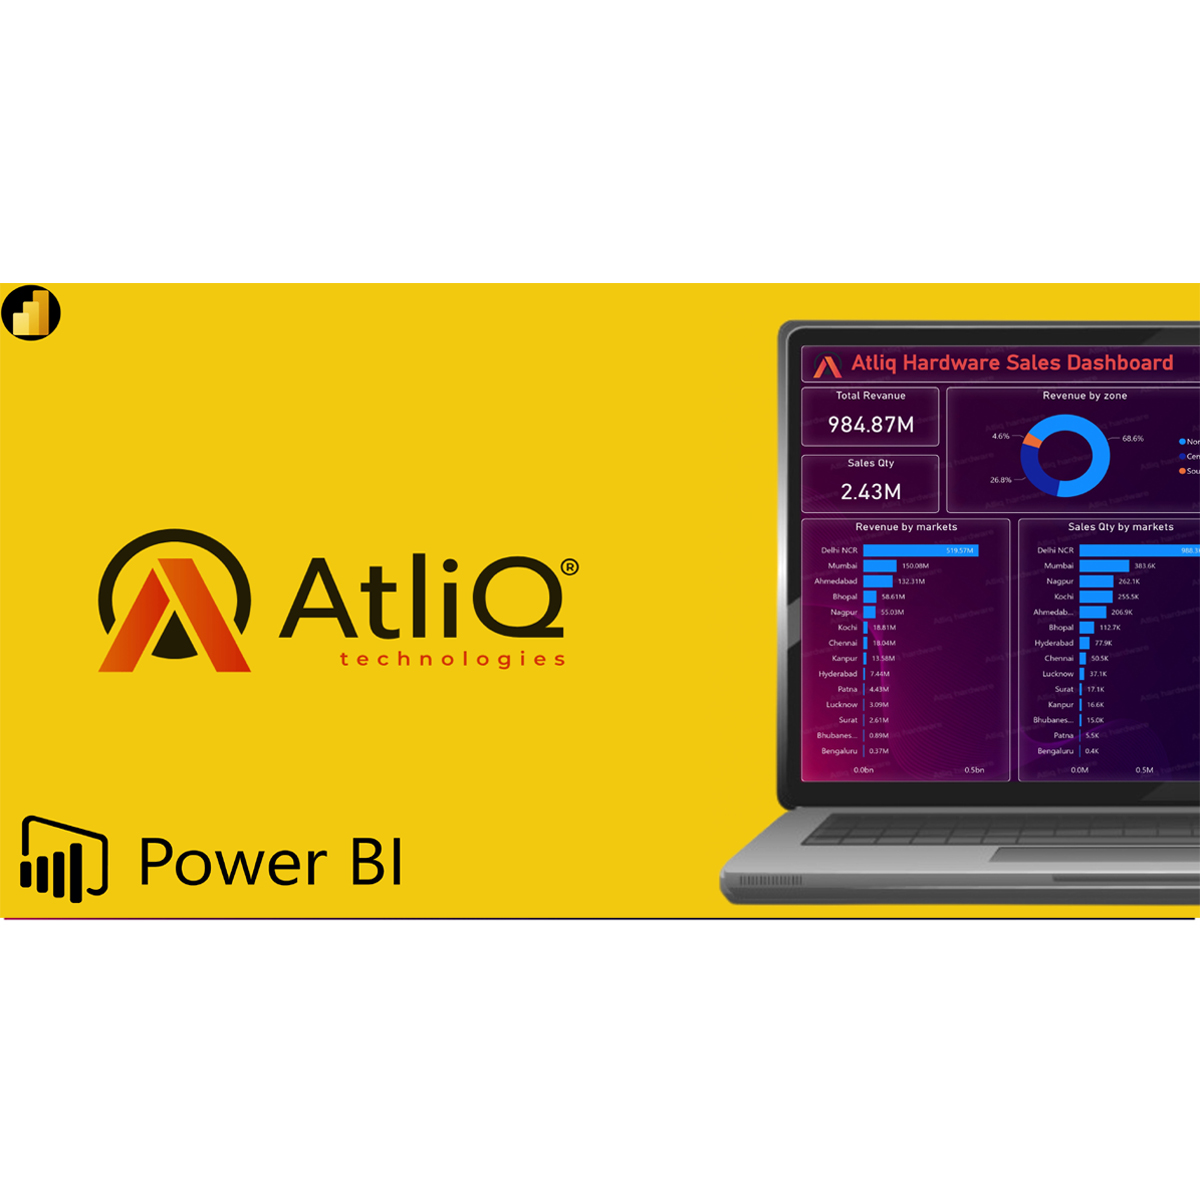 AtliQ®
technologies
Power BI
Atliq Hardware Sales Dashboard
Total Revanue
984.87M
Sales Qty
2.43M
Revenue by zone
4.6%
68.6%
26.8%
Nor
Cen
Sou
Revenue by markets
Delhi NCR 519.57M
Mumbai 150.08M
Ahmedabad 132.31M
Bhopal 58.61M
Nagpur 55.03M
Kochi 18.81M
Chennai 18.04M
Kanpur 13.58M
Hyderabad 7.44M
Patna 4.43M
Lucknow 3.09M
Surat 2.61M
Bhubanes... 0.89M
Bengaluru 0.37M
0.0bn 0.5bn
Sales Qty by markets
Delhi NCR 988.3
Mumbai 383.6K
Nagpur 262.1K
Kochi 255.5K
Ahmedab... 206.9K
Bhopal 112.7K
Hyderabad 77.9K
Chennai 50.5K
Lucknow 37.1K
Surat 17.1K
Kanpur 16.6K
Bhubanes... 15.0K
Patna 5.5K
Bengaluru 0.4K
0.0M 0.5M